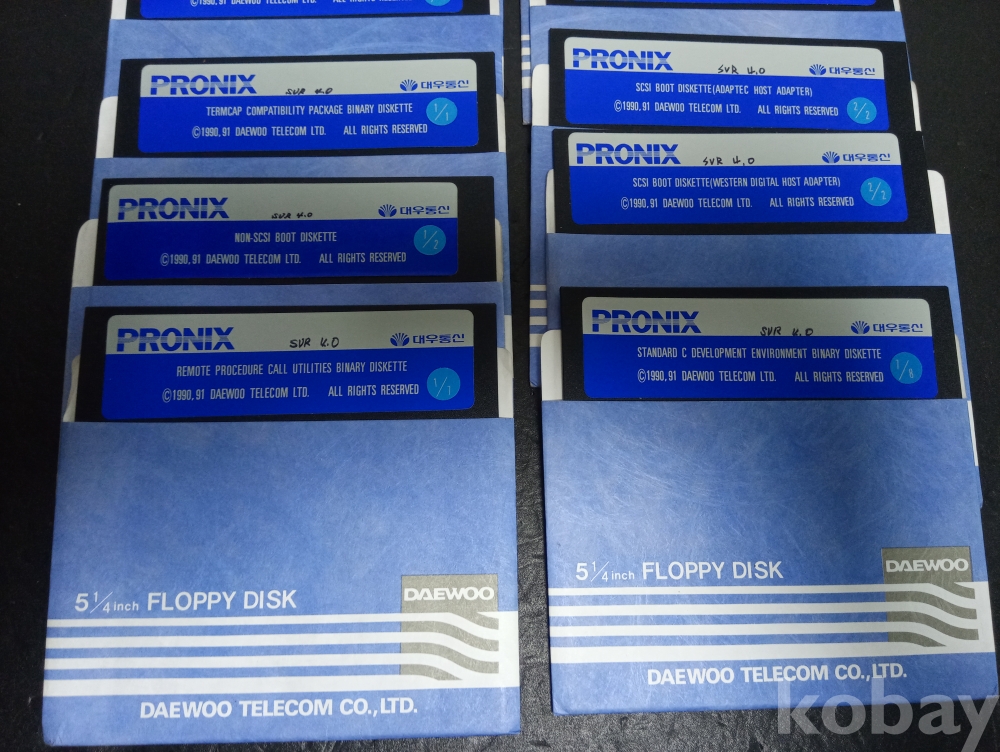 ©1990, 91 DAEWOO TELECOM LTD. ALL RIGHTS RESERVED
PRONIX SVR 4.0 대우통신
TERMCAP COMPATIBILITY PACKAGE BINARY DISKETTE
1/1
©1990, 91 DAEWOO TELECOM LTD. ALL RIGHTS RESERVED
PRONIX SVR 4.0 대우통신
NON-SCSI BOOT DISKETTE
1/2
©1990, 91 DAEWOO TELECOM LTD. ALL RIGHTS RESERVED
PRONIX SVR 4.0 대우통신
REMOTE PROCEDURE CALL UTILITIES BINARY DISKETTE
1/1
©1990, 91 DAEWOO TELECOM LTD. ALL RIGHTS RESERVED
5 1/4 inch FLOPPY DISK
DAEWOO
DAEWOO TELECOM CO., LTD.
PRONIX SVR 4.0 대우통신
SCSI BOOT DISKETTE(ADAPTEC HOST ADAPTER)
2/2
©1990, 91 DAEWOO TELECOM LTD. ALL RIGHTS RESERVED
PRONIX SVR 4.0 대우통신
SCSI BOOT DISKETTE(WESTERN DIGITAL HOST ADAPTER)
2/2
©1990, 91 DAEWOO TELECOM LTD. ALL RIGHTS RESERVED
PRONIX SVR 4.0 대우통신
STANDARD C DEVELOPMENT ENVIRONMENT BINARY DISKETTE
1/8
©1990, 91 DAEWOO TELECOM LTD. ALL RIGHTS RESERVED
5 1/4 inch FLOPPY DISK
DAEWOO
DAEWOO TELECOM CO., LTD.
kobay